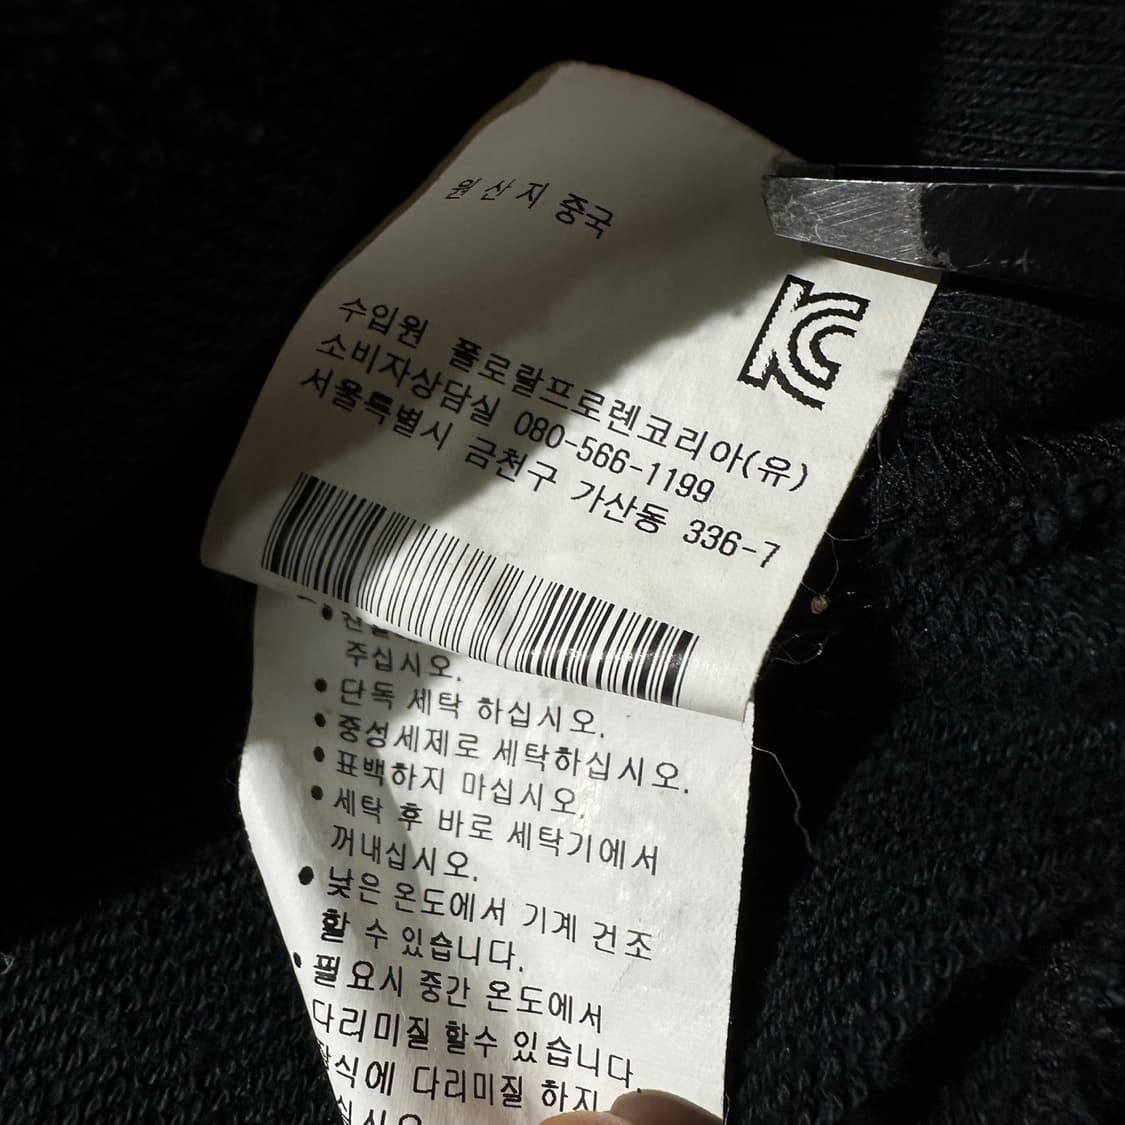 원산지 중국
KC
수입원 폴로랄프로렌코리아(유)
소비자상담실 080-566-1199
서울특별시 금천구 가산동 336-7
주십시오.
• 단독 세탁 하십시오.
• 중성세제로 세탁하십시오.
• 표백하지 마십시오.
• 세탁 후 바로 세탁기에서
꺼내십시오.
• 낮은 온도에서 기계 건조
할 수 있습니다.
• 필요시 중간 온도에서
다리미질 할수 있습니다.
다리미질 하지